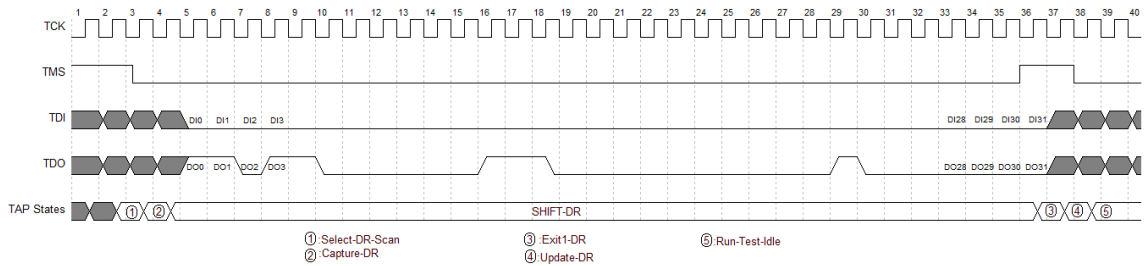 1 2 3 4 5 6 7 8 9 10 11 12 13 14 15 16 17 18 19 20 21 22 23 24 25 26 27 28 29 30 31 32 33 34 35 36 37 38 39 40
TCK
TMS
TDI DI0 DI1 DI2 DI3 DI28 DI29 DI30 DI31
TDO DO0 DO1 DO2 DO3 DO28 DO29 DO30 DO31
TAP States 1 2 SHIFT-DR 3 4 5
1:Select-DR-Scan 3:Exit1-DR 5:Run-Test-Idle
2:Capture-DR 4:Update-DR